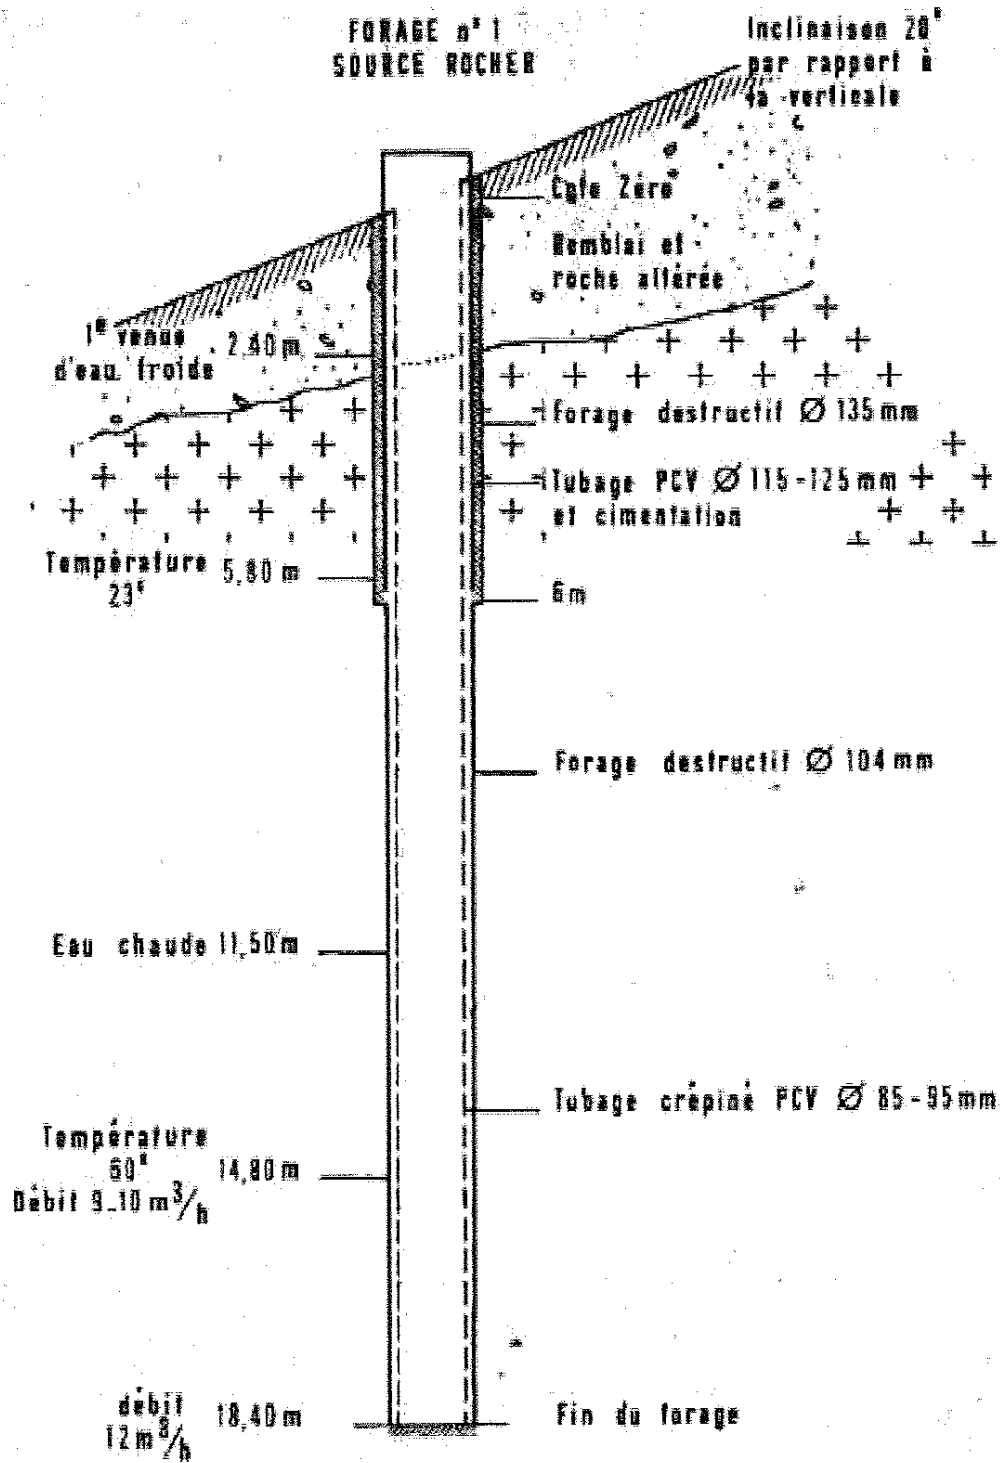 FORAGE n° 1
SOURCE ROCHER
Inclinaison 20°
par rapport à
la verticale
Cote Zéro
Remblai et
roche altérée
1e venue
d'eau froide
2,40 m
Forage destructif Ø 135 mm
Tubage PCV Ø 115-125 mm
et cimentation
Température
23°
5,80 m
6 m
Forage destructif Ø 104 mm
Eau chaude 11,50 m
Tubage crépiné PCV Ø 85-95 mm
Température
60°
14,80 m
Débit 9-10 m3/h
débit
12 m3/h
18,40 m
Fin du forage